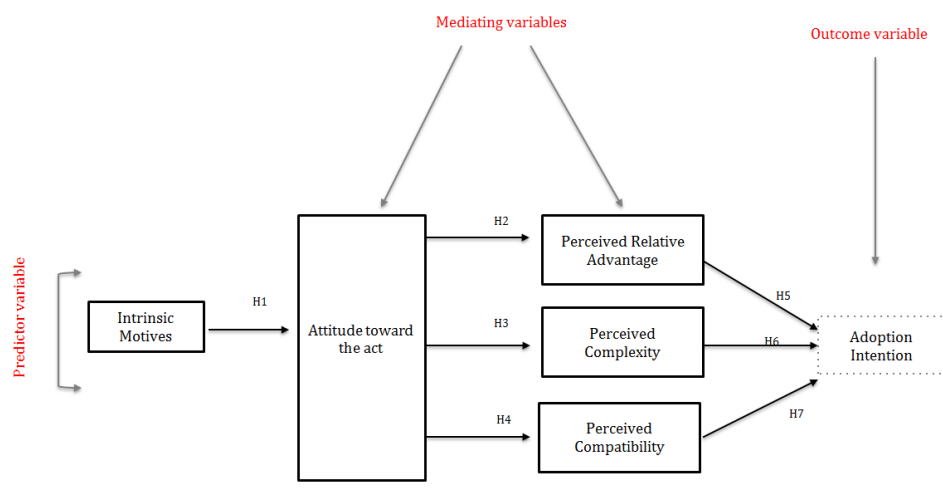 Mediating variables
Outcome variable
Predictor variable
Intrinsic
Motives
H1
Attitude toward
the act
H2
Perceived Relative
Advantage
H3
Perceived
Complexity
H4
Perceived
Compatibility
H5
H6
H7
Adoption
Intention